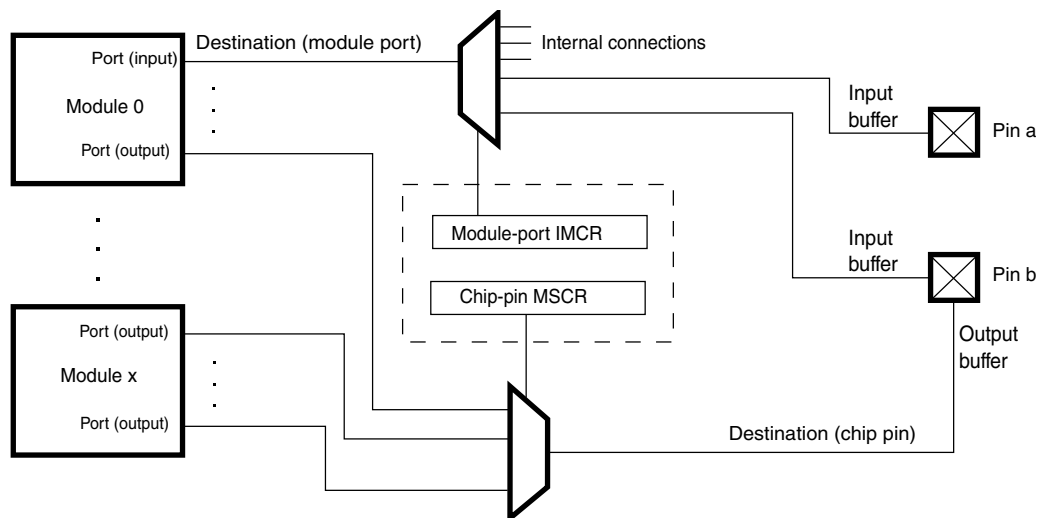 Destination (module port)
Internal connections
Port (input)
Module 0
Port (output)
Input
buffer
Pin a
Module-port IMCR
Input
buffer
Pin b
Chip-pin MSCR
Port (output)
Module x
Port (output)
Output
buffer
Destination (chip pin)